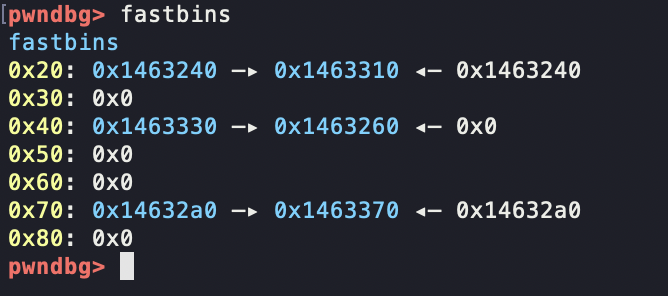 [pwndbg> fastbins
fastbins
0x20: 0x1463240 —▸ 0x1463310 ◂— 0x1463240
0x30: 0x0
0x40: 0x1463330 —▸ 0x1463260 ◂— 0x0
0x50: 0x0
0x60: 0x0
0x70: 0x14632a0 —▸ 0x1463370 ◂— 0x14632a0
0x80: 0x0
pwndbg>